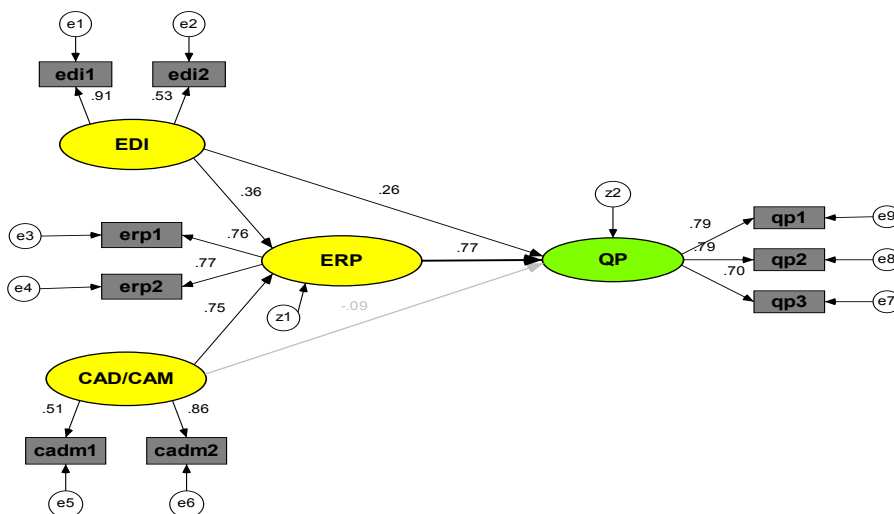 e1
e2
edi1
edi2
.91
.53
EDI
.36
.26
z2
e3
erp1
.76
ERP
.77
QP
.79
qp1
e9
.79
qp2
e8
.70
qp3
e7
e4
erp2
.77
z1
.75
-.09
CAD/CAM
.51
.86
cadm1
cadm2
e5
e6